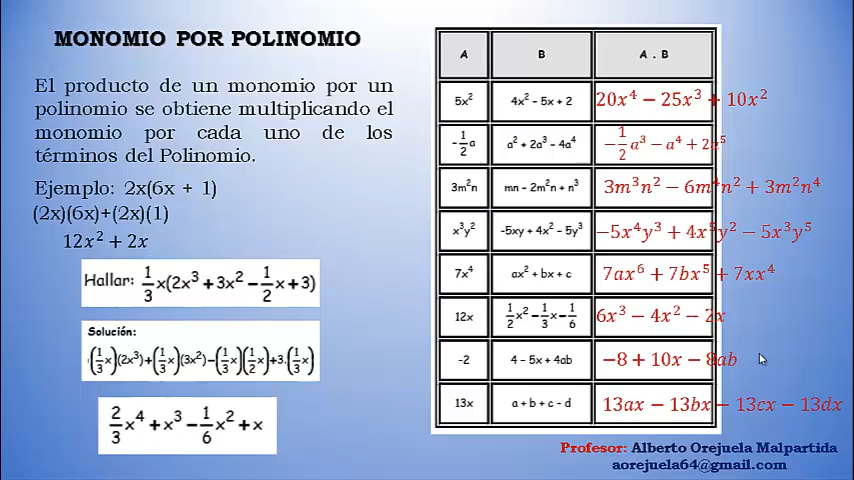 MONOMIO POR POLINOMIO
El producto de un monomio por un
polinomio se obtiene multiplicando el
monomio por cada uno de los
términos del Polinomio.
Ejemplo: 2x(6x + 1)
(2x)(6x)+(2x)(1)
12x² + 2x
Hallar: 1/3 x(2x³ + 3x² − 1/2 x + 3)
Solución:
(1/3 x)(2x³)+(1/3 x)(3x²)−(1/3 x)(1/2 x)+3.(1/3 x)
2/3 x⁴ + x³ − 1/6 x² + x
A B A . B
5x² 4x² - 5x + 2 20x⁴ − 25x³ + 10x²
-1/2 a a² + 2a³ - 4a⁴ −1/2 a³ − a⁴ + 2a⁵
3m²n mn - 2m²n + n³ 3m³n² − 6m⁴n² + 3m²n⁴
x³y² -5xy + 4x² - 5y³ −5x⁴y³ + 4x⁵y² − 5x³y⁵
7x⁴ ax² + bx + c 7ax⁶ + 7bx⁵ + 7xx⁴
12x 1/2 x² − 1/3 x − 1/6 6x³ − 4x² − 2x
-2 4 - 5x + 4ab −8 + 10x − 8ab
13x a + b + c - d 13ax − 13bx − 13cx − 13dx
Profesor: Alberto Orejuela Malpartida
aorejuela64@gmail.com